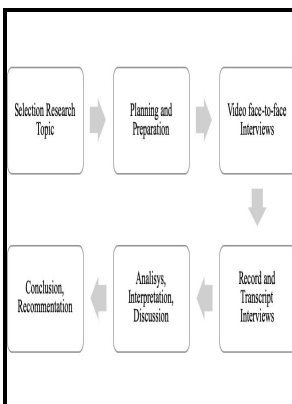 Selection Research
Topic
Planning and
Preparation
Video face-to-face
Interviews
Record and
Transcript
Interviews
Analisys,
Interpretation,
Discussion
Conclusion,
Recommentation